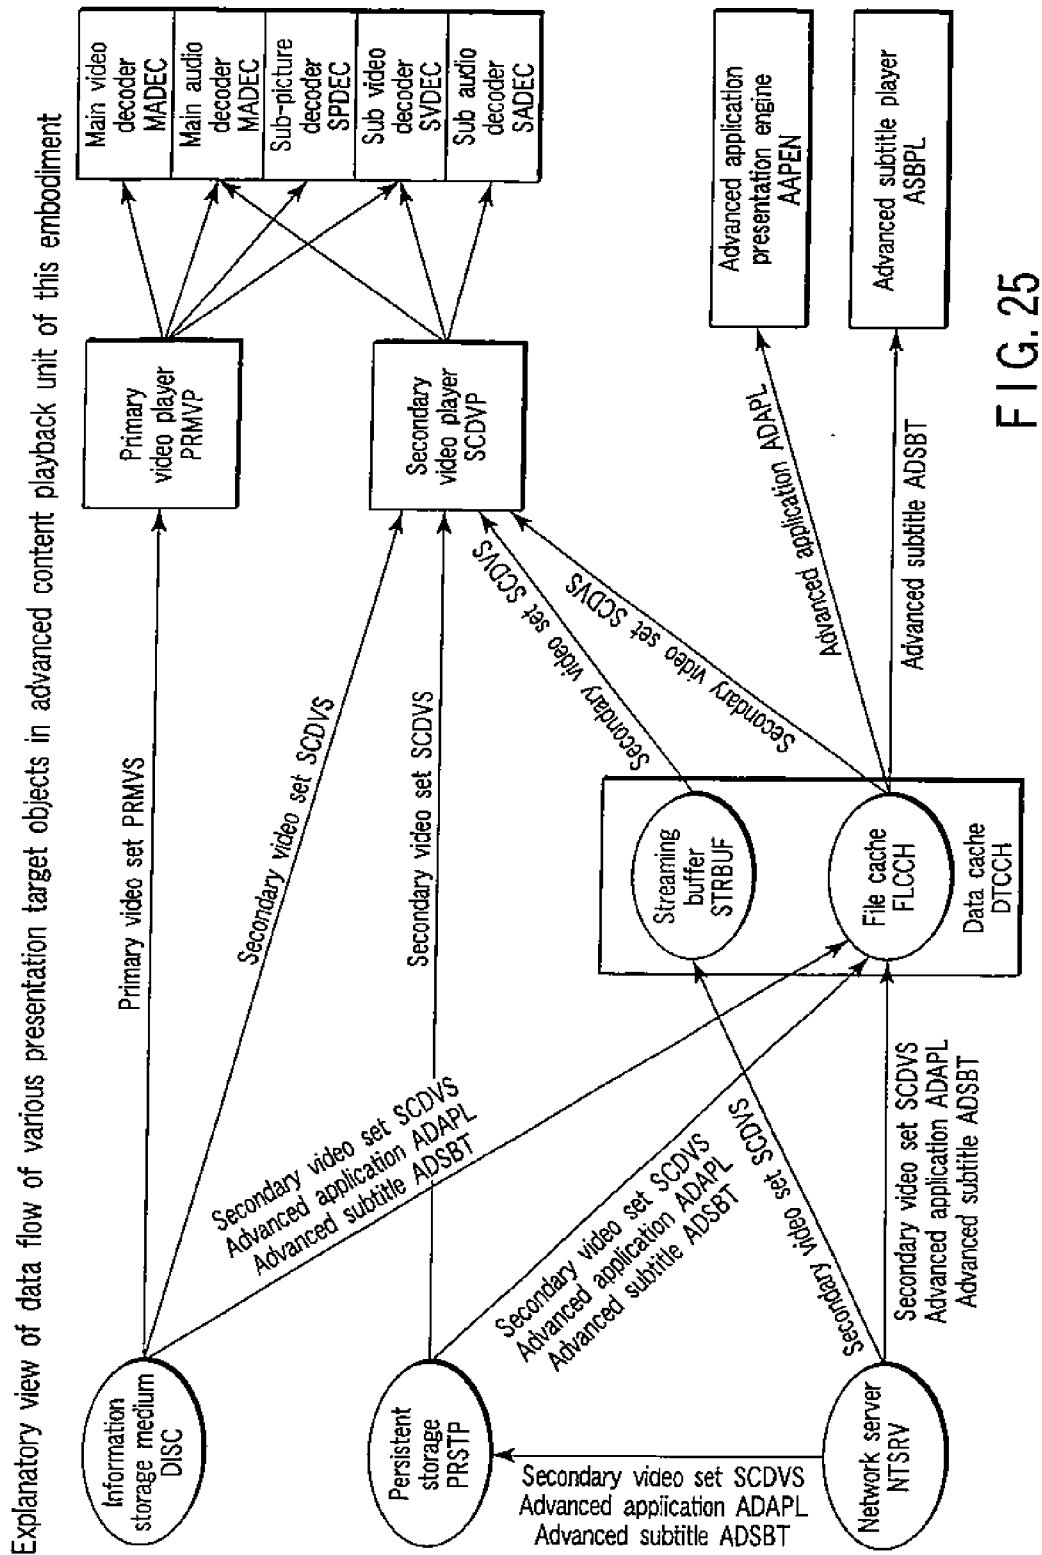 Explanatory view of data flow of various presentation target objects in advanced content playback unit of this embodiment
Information
storage medium
DISC
Primary video set PRMVS
Primary
video player
PRMVP
Main video
decoder
MADEC
Main audio
decoder
MADEC
Sub-picture
decoder
SPDEC
Sub video
decoder
SVDEC
Sub audio
decoder
SADEC
Secondary video set SCDVS
Secondary video set SCDVS
Advanced application ADAPL
Advanced subtitle ADSBT
Persistent
storage
PRSTP
Secondary video set SCDVS
Secondary
video player
SCDVP
Secondary video set SCDVS
Advanced application ADAPL
Advanced subtitle ADSBT
Secondary video set SCDVS
Advanced application ADAPL
Advanced subtitle ADSBT
Network server
NTSRV
Secondary video set SCDVS
Secondary video set SCDVS
Advanced application ADAPL
Advanced subtitle ADSBT
Streaming
buffer
STRBUF
File cache
FLCCH
Data cache
DTCCH
Secondary video set SCDVS
Secondary video set SCDVS
Advanced application ADAPL
Advanced subtitle ADSBT
Advanced application
presentation engine
AAPEN
Advanced subtitle player
ASBPL
FIG. 25